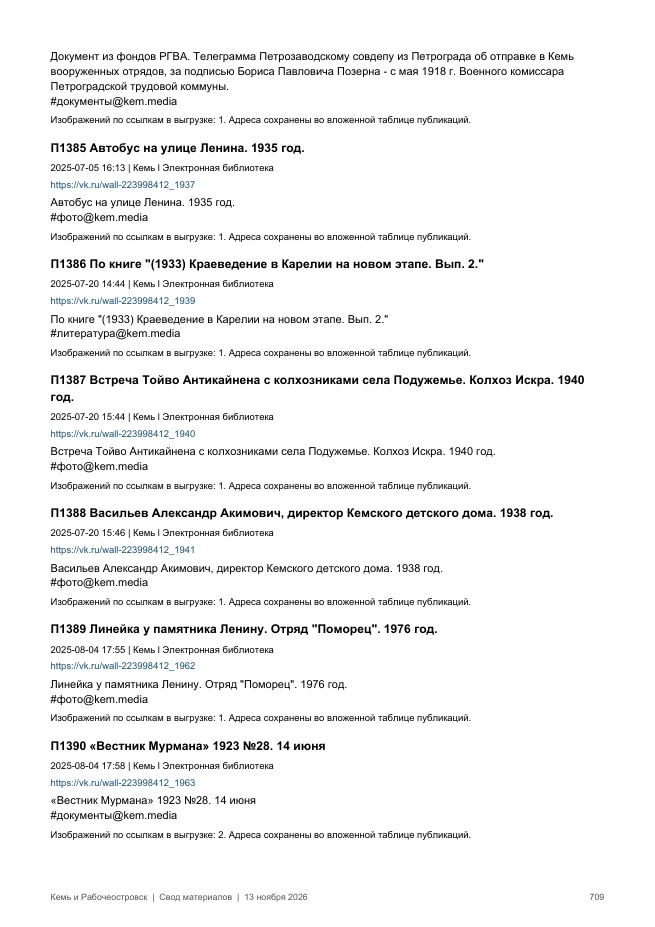 Документ из фондов РГВА. Телеграмма Петрозаводскому совдепу из Петрограда об отправке в Кемь
вооруженных отрядов, за подписью Бориса Павловича Позерна - с мая 1918 г. Военного комиссара
Петроградской трудовой коммуны.
#документы@kem.media
Изображений по ссылкам в выгрузке: 1. Адреса сохранены во вложенной таблице публикаций.
П1385 Автобус на улице Ленина. 1935 год.
2025-07-05 16:13 | Кемь I Электронная библиотека
https://vk.ru/wall-223998412_1937
Автобус на улице Ленина. 1935 год.
#фото@kem.media
Изображений по ссылкам в выгрузке: 1. Адреса сохранены во вложенной таблице публикаций.
П1386 По книге "(1933) Краеведение в Карелии на новом этапе. Вып. 2."
2025-07-20 14:44 | Кемь I Электронная библиотека
https://vk.ru/wall-223998412_1939
По книге "(1933) Краеведение в Карелии на новом этапе. Вып. 2."
#литература@kem.media
Изображений по ссылкам в выгрузке: 1. Адреса сохранены во вложенной таблице публикаций.
П1387 Встреча Тойво Антикайнена с колхозниками села Подужемье. Колхоз Искра. 1940
год.
2025-07-20 15:44 | Кемь I Электронная библиотека
https://vk.ru/wall-223998412_1940
Встреча Тойво Антикайнена с колхозниками села Подужемье. Колхоз Искра. 1940 год.
#фото@kem.media
Изображений по ссылкам в выгрузке: 1. Адреса сохранены во вложенной таблице публикаций.
П1388 Васильев Александр Акимович, директор Кемского детского дома. 1938 год.
2025-07-20 15:46 | Кемь I Электронная библиотека
https://vk.ru/wall-223998412_1941
Васильев Александр Акимович, директор Кемского детского дома. 1938 год.
#фото@kem.media
Изображений по ссылкам в выгрузке: 1. Адреса сохранены во вложенной таблице публикаций.
П1389 Линейка у памятника Ленину. Отряд "Поморец". 1976 год.
2025-08-04 17:55 | Кемь I Электронная библиотека
https://vk.ru/wall-223998412_1962
Линейка у памятника Ленину. Отряд "Поморец". 1976 год.
#фото@kem.media
Изображений по ссылкам в выгрузке: 1. Адреса сохранены во вложенной таблице публикаций.
П1390 «Вестник Мурмана» 1923 №28. 14 июня
2025-08-04 17:58 | Кемь I Электронная библиотека
https://vk.ru/wall-223998412_1963
«Вестник Мурмана» 1923 №28. 14 июня
#документы@kem.media
Изображений по ссылкам в выгрузке: 2. Адреса сохранены во вложенной таблице публикаций.
Кемь и Рабочеостровск | Свод материалов | 13 ноября 2026 709